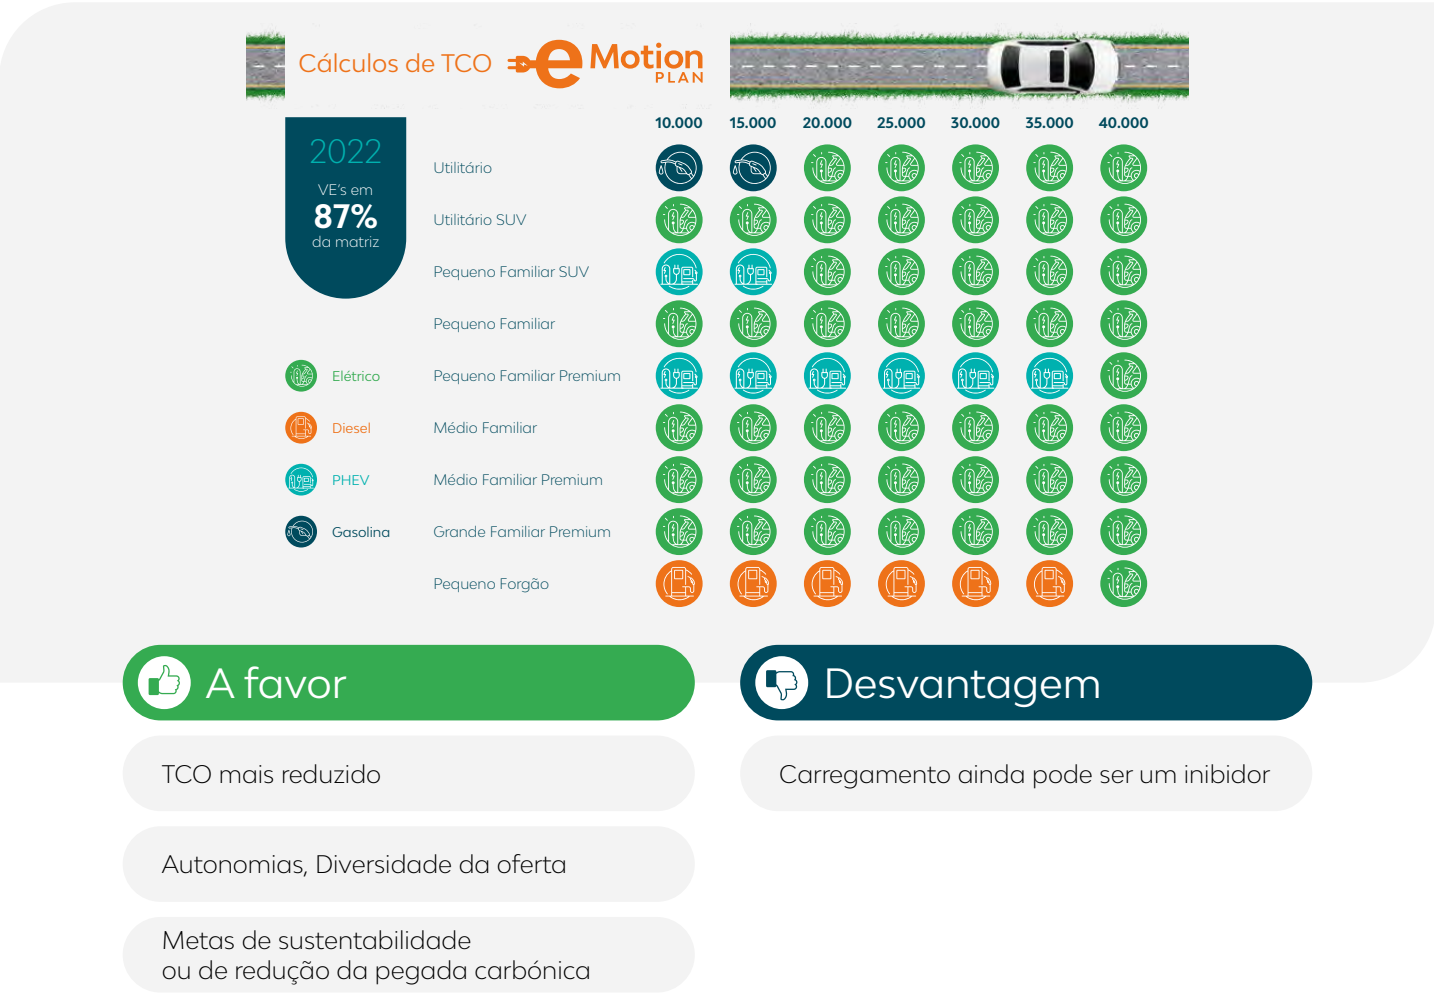 Cálculos de TCO
e Motion
PLAN
10.000 15.000 20.000 25.000 30.000 35.000 40.000
2022
VE's em
87%
da matriz
Utilitário
Utilitário SUV
Pequeno Familiar SUV
Pequeno Familiar
Elétrico
Pequeno Familiar Premium
Diesel
Médio Familiar
PHEV
Médio Familiar Premium
Gasolina
Grande Familiar Premium
Pequeno Forgão
A favor
TCO mais reduzido
Autonomias, Diversidade da oferta
Metas de sustentabilidade
ou de redução da pegada carbónica
Desvantagem
Carregamento ainda pode ser um inibidor